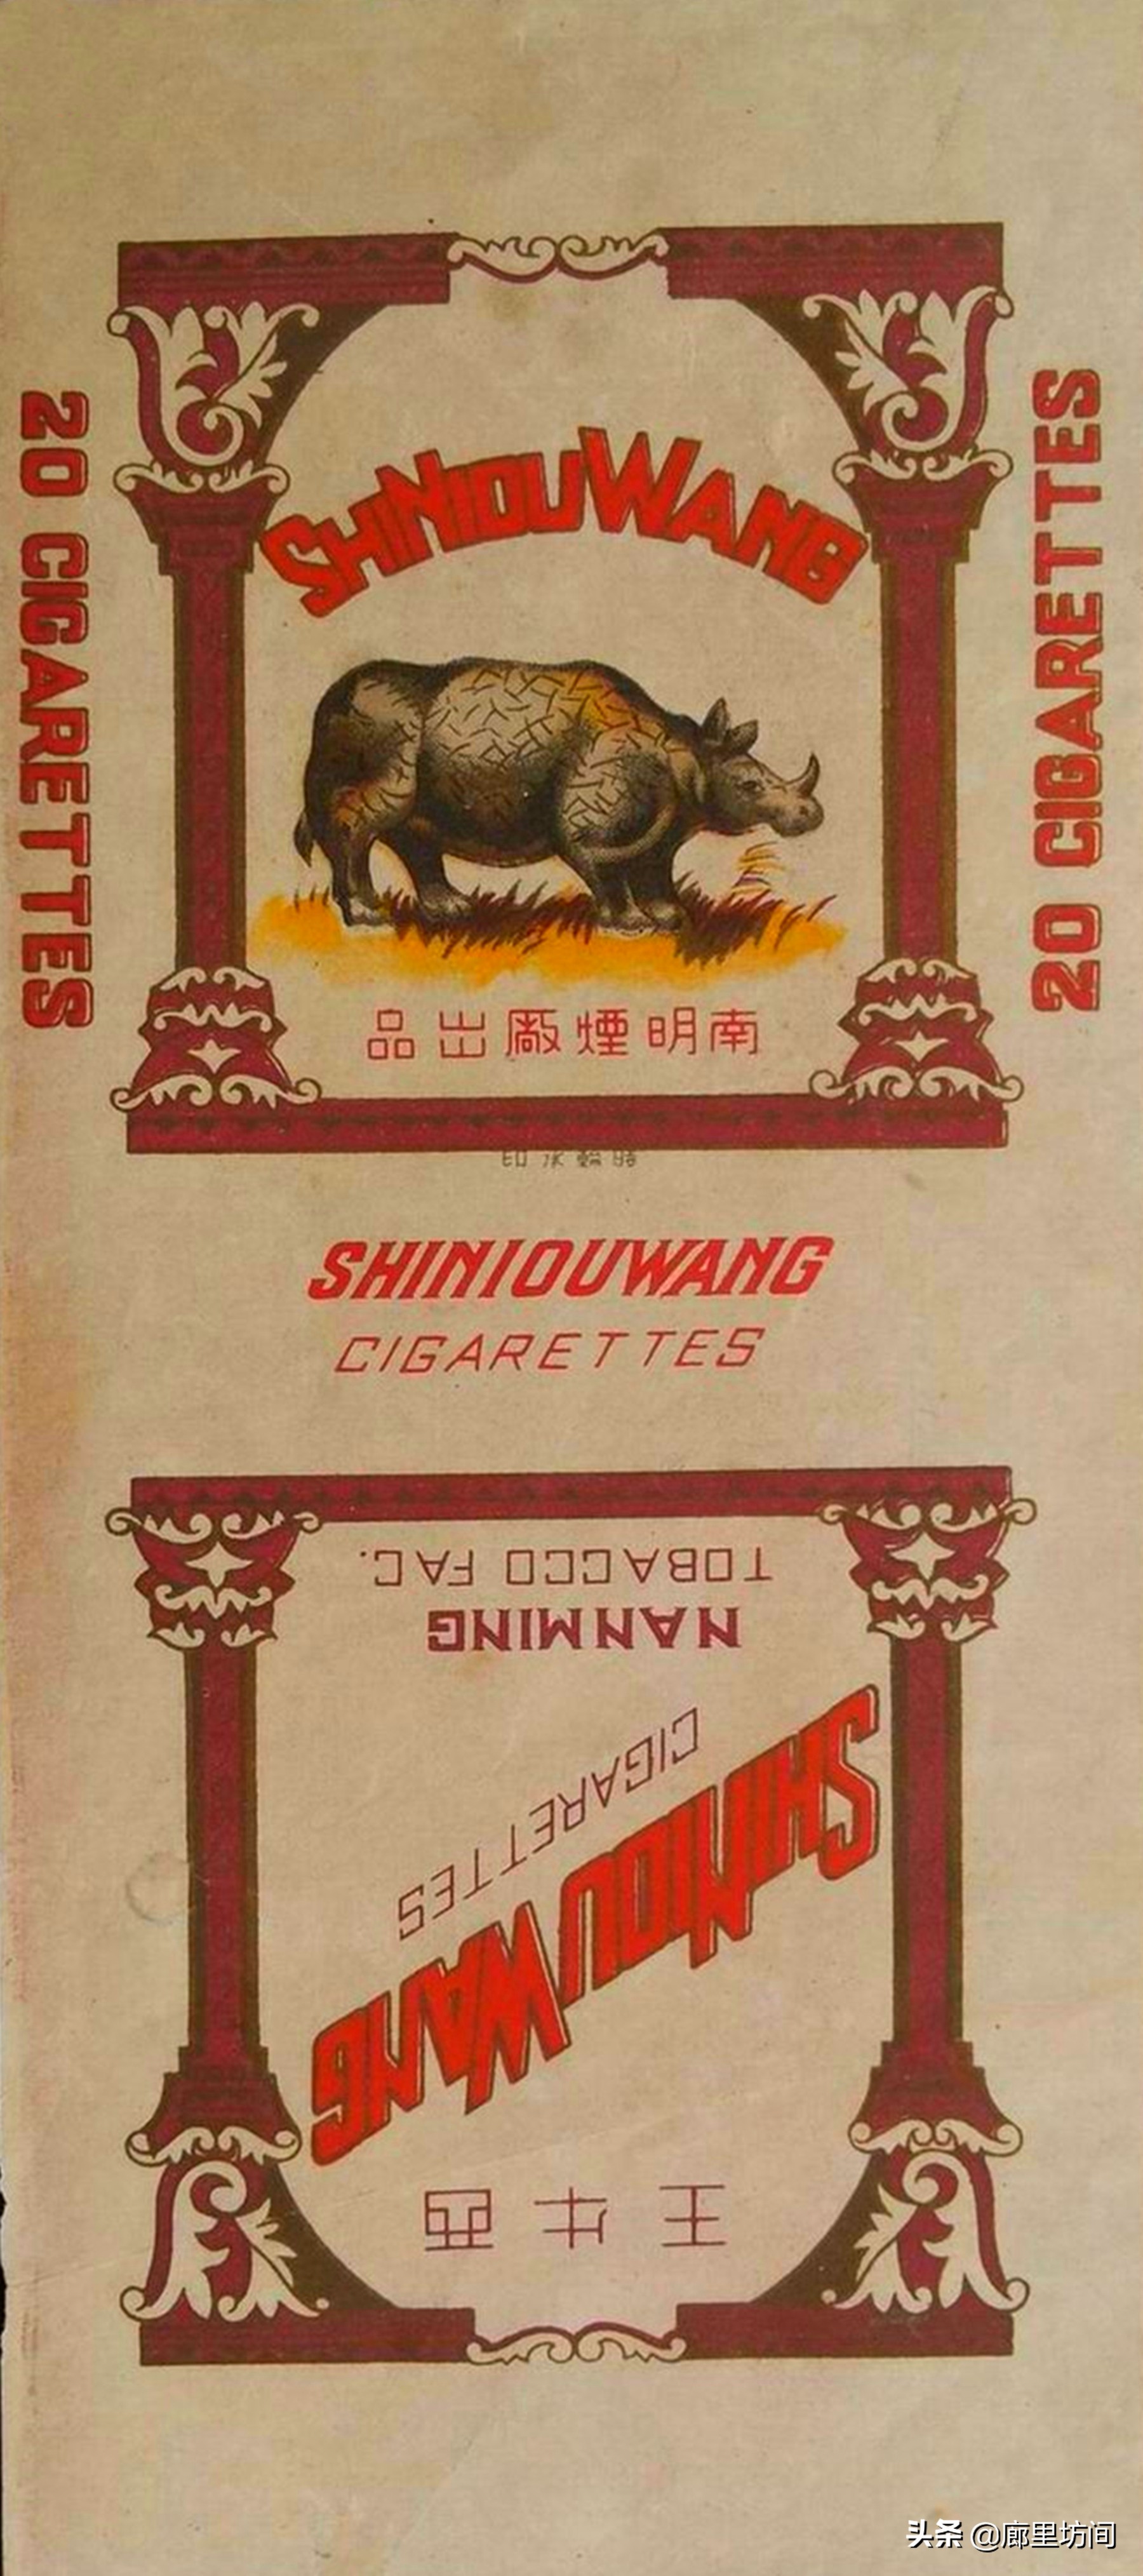 SHINIOUWANG
南明煙廠出品
20 CIGARETTES
20 CIGARETTES
SHINIOUWANG
CIGARETTES
西牛王
SHINIOUWANG
CIGARETTES
NANMING
TOBACCO FAC.
头条 @廊里坊间